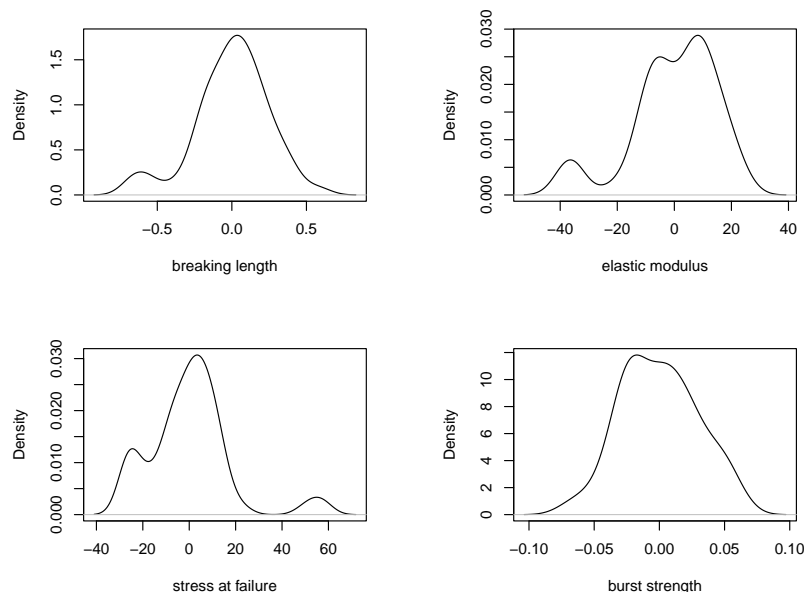 Density
0.0 0.5 1.0 1.5
−0.5 0.0 0.5
breaking length
Density
0.000 0.010 0.020 0.030
−40 −20 0 20 40
elastic modulus
Density
0.000 0.010 0.020 0.030
−40 −20 0 20 40 60
stress at failure
Density
0 2 4 6 8 10
−0.10 −0.05 0.00 0.05 0.10
burst strength